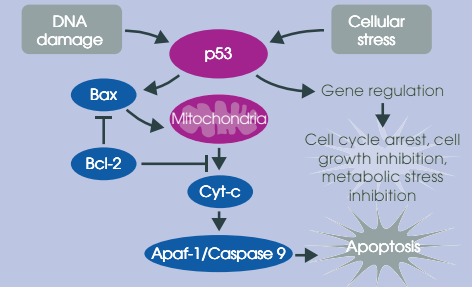 DNA
damage
Cellular
stress
p53
Bax
Gene regulation
Mitochondria
Cell cycle arrest, cell
growth inhibition,
metabolic stress
inhibition
Bcl-2
Cyt-c
Apaf-1/Caspase 9
Apoptosis